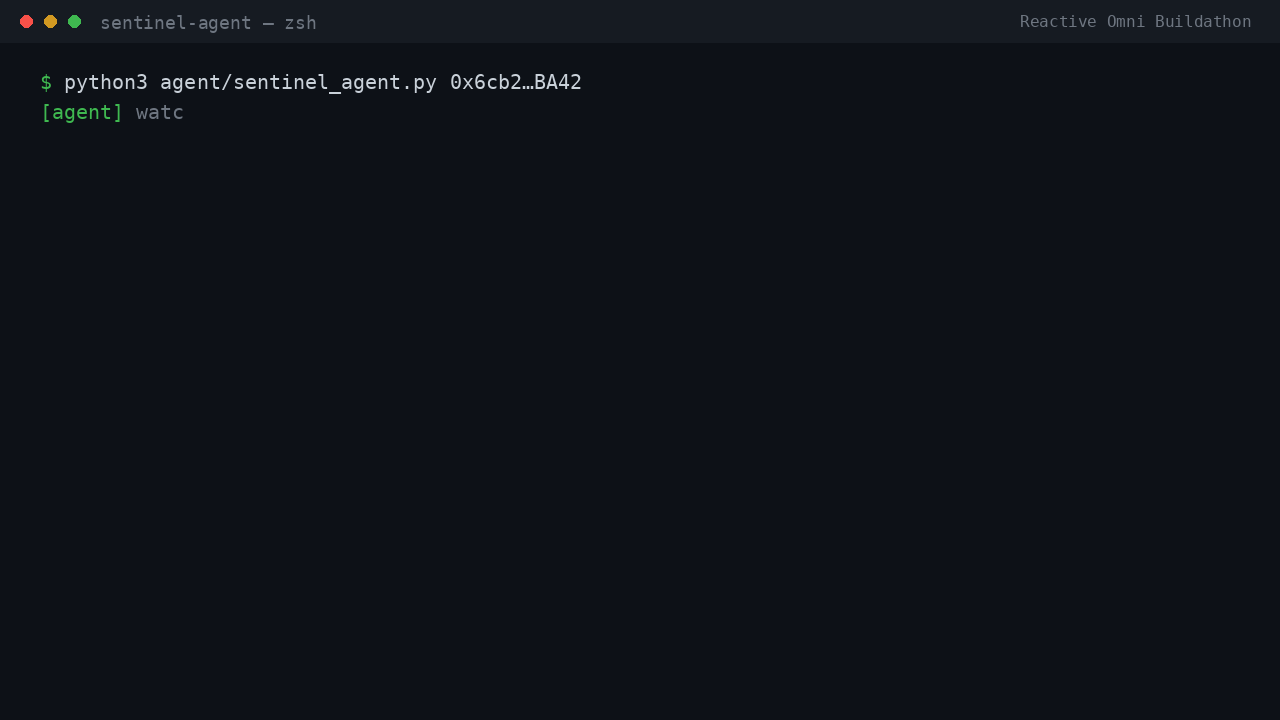 sentinel-agent — zsh
Reactive Omni Buildathon
$ python3 agent/sentinel_agent.py 0x6cb2…BA42
[agent] watc